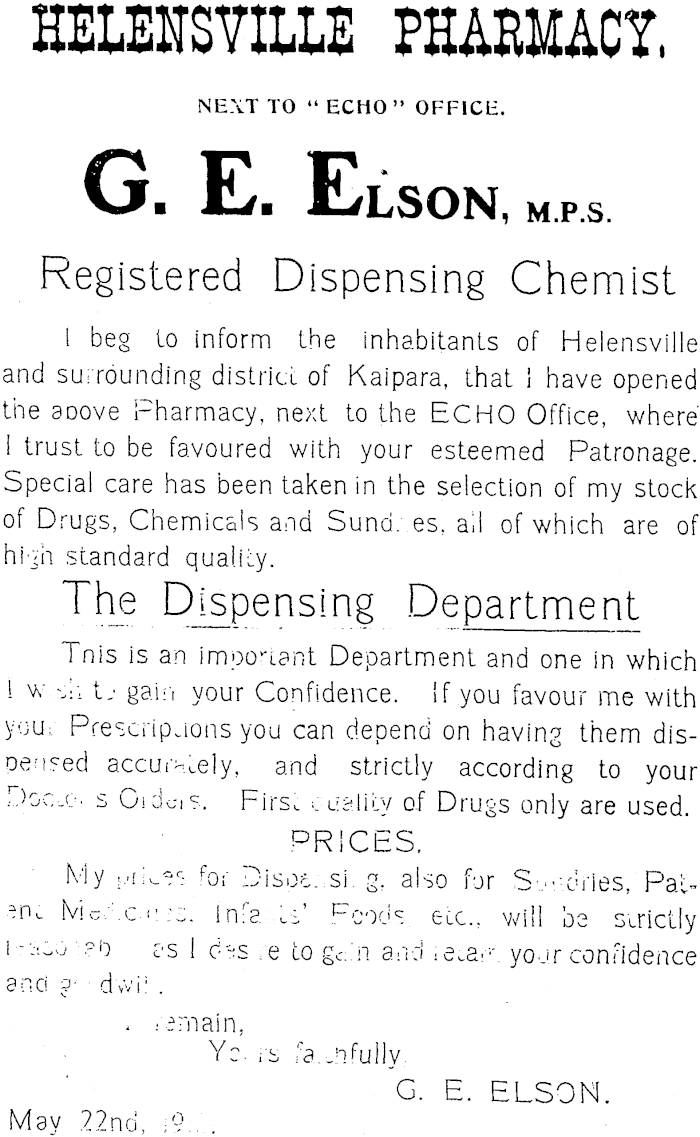 HELENSVILLE PHARMACY.
NEXT TO "ECHO" OFFICE.
G. E. ELSON, M.P.S.
Registered Dispensing Chemist
I beg to inform the inhabitants of Helensville
and surrounding district of Kaipara, that I have opened
the above Pharmacy, next to the ECHO Office, where
I trust to be favoured with your esteemed Patronage.
Special care has been taken in the selection of my stock
of Drugs, Chemicals and Sundries, all of which are of
high standard quality.
The Dispensing Department
This is an important Department and one in which
I wish to gain your Confidence. If you favour me with
your Prescriptions you can depend on having them dis-
pensed accurately, and strictly according to your
Doctor's Orders. First quality of Drugs only are used.
PRICES.
My prices for Dispensing, also for Sundries, Pat-
ent Medicines, Infants' Foods, etc., will be strictly
reasonable as I desire to gain and retain your confidence
and goodwill.
I remain,
Yours faithfully,
G. E. ELSON.
May 22nd,